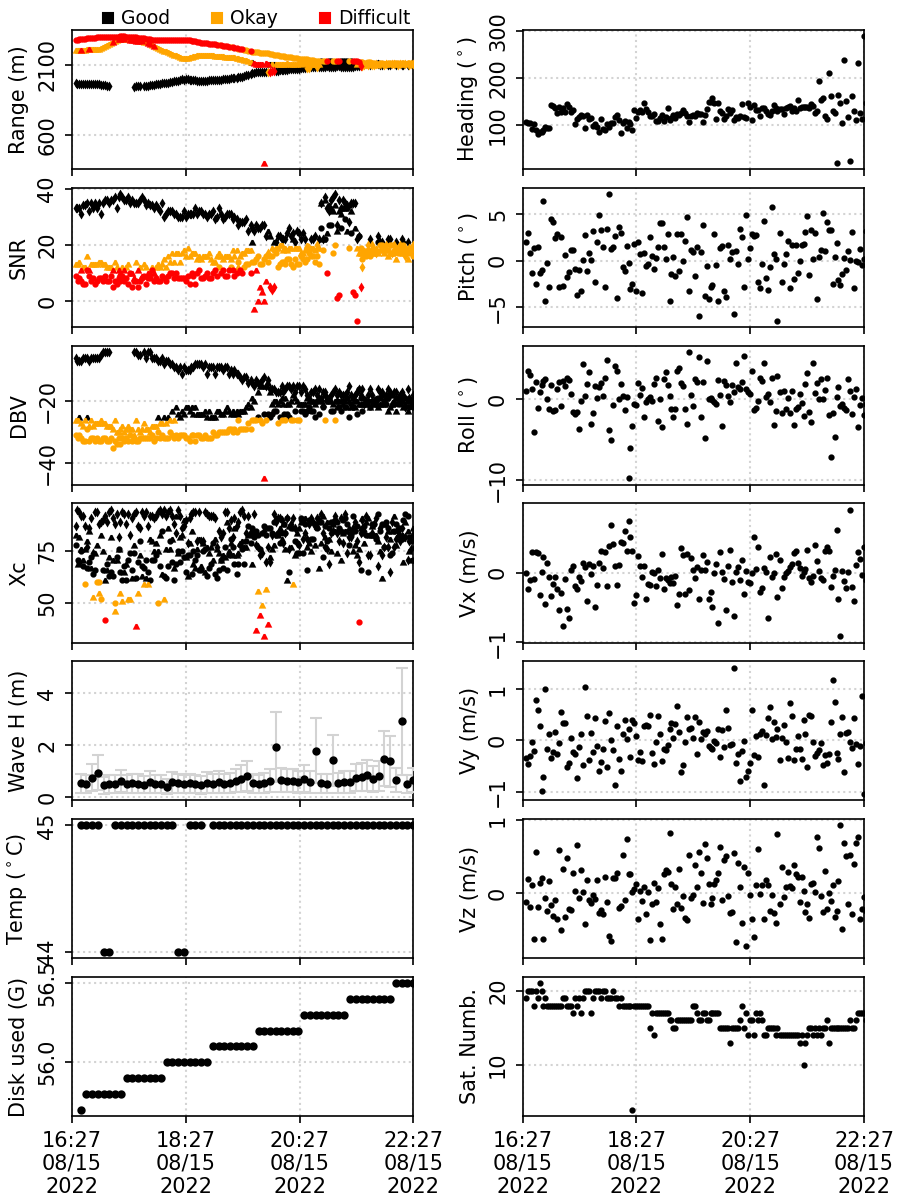 Good Okay Difficult
Range (m)
2100
600
Heading (°)
300
200
100
SNR
40
20
0
Pitch (°)
5
0
−5
DBV
−20
−40
Roll (°)
0
−10
Xc
75
50
Vx (m/s)
0
−1
Wave H (m)
4
2
0
Vy (m/s)
1
0
−1
Temp (°C)
45
44
Vz (m/s)
1
0
Disk used (G)
56.5
56.0
Sat. Numb.
20
10
16:27 18:27 20:27 22:27
08/15 08/15 08/15 08/15
2022 2022 2022 2022
16:27 18:27 20:27 22:27
08/15 08/15 08/15 08/15
2022 2022 2022 2022